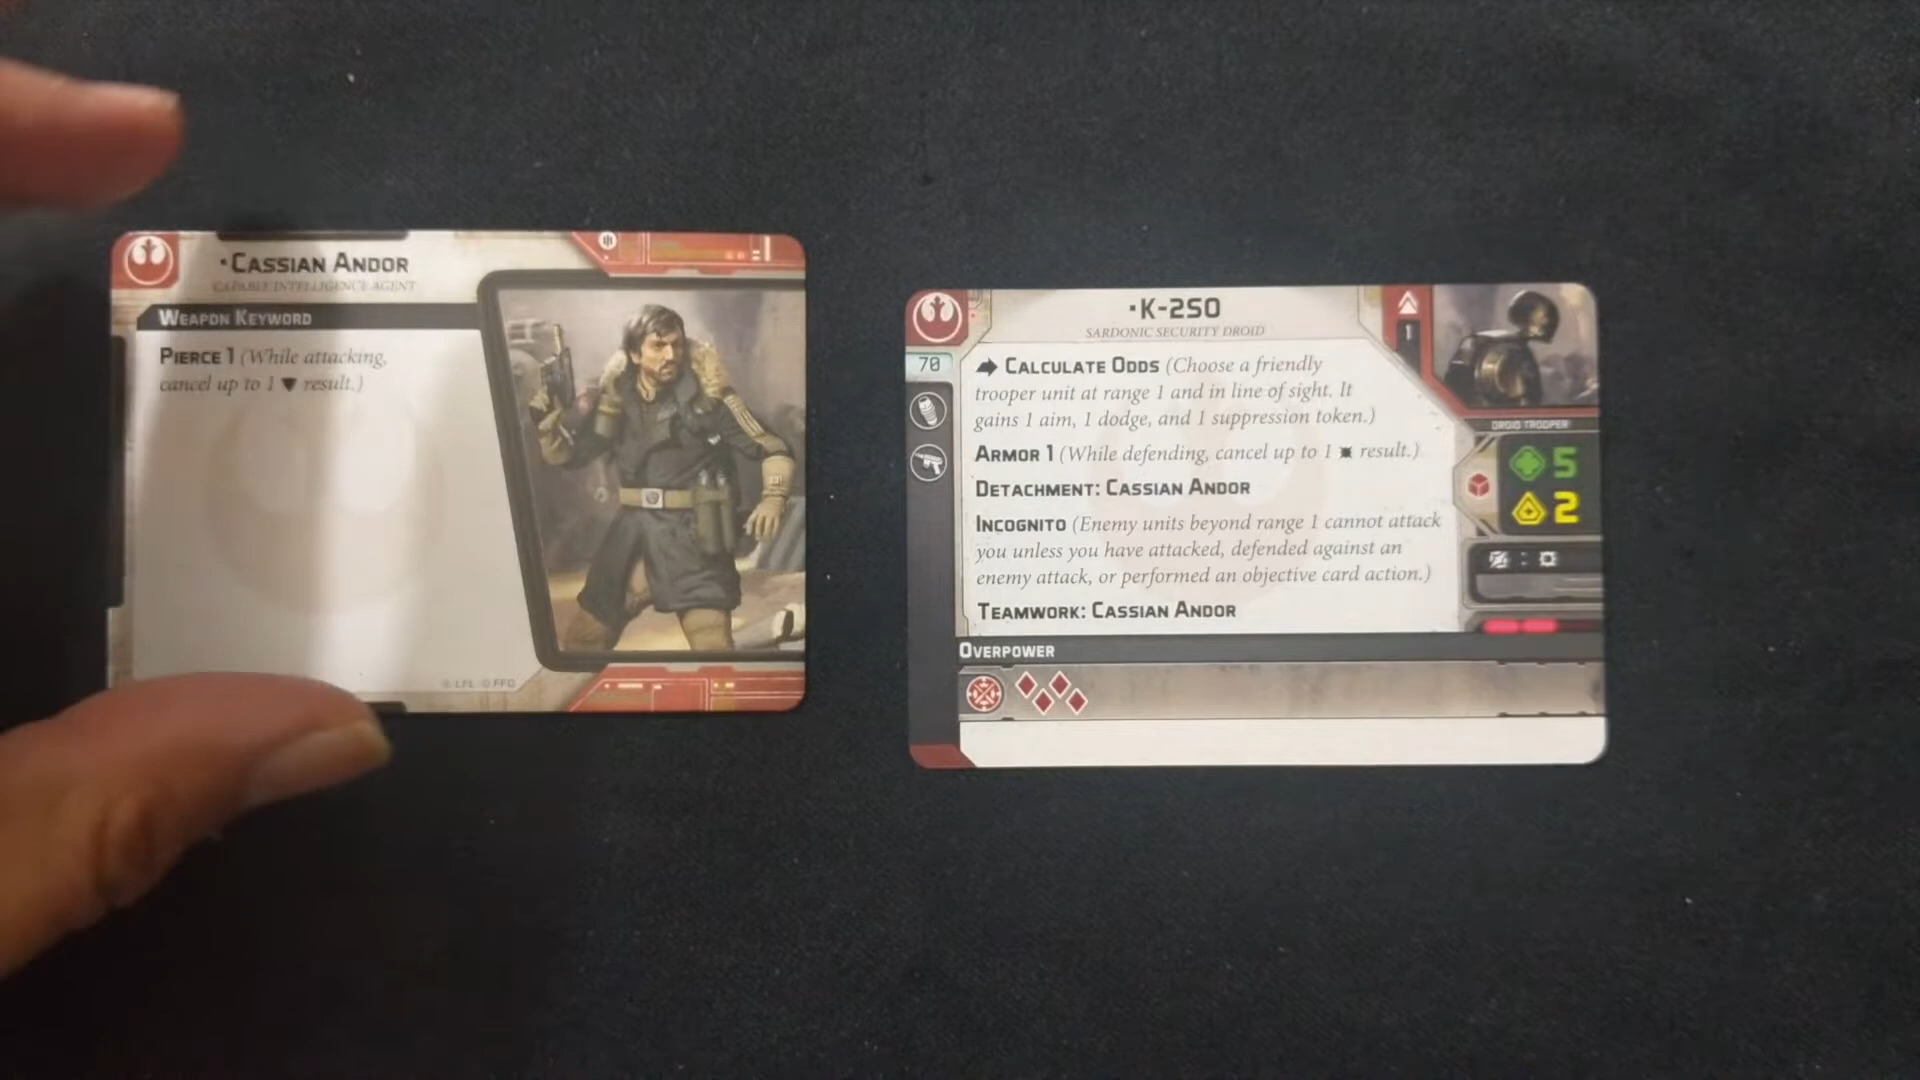 •Cassian Andor
Capable Intelligence Agent
Weapon Keyword
Pierce 1 (While attacking,
cancel up to 1 result.)
© LFL © FFG
•K-2SO
Sardonic Security Droid
70
1
Calculate Odds (Choose a friendly
trooper unit at range 1 and in line of sight. It
gains 1 aim, 1 dodge, and 1 suppression token.)
Armor 1 (While defending, cancel up to 1 result.)
Detachment: Cassian Andor
Incognito (Enemy units beyond range 1 cannot attack
you unless you have attacked, defended against an
enemy attack, or performed an objective card action.)
Teamwork: Cassian Andor
Droid Trooper
5
2
:
Overpower